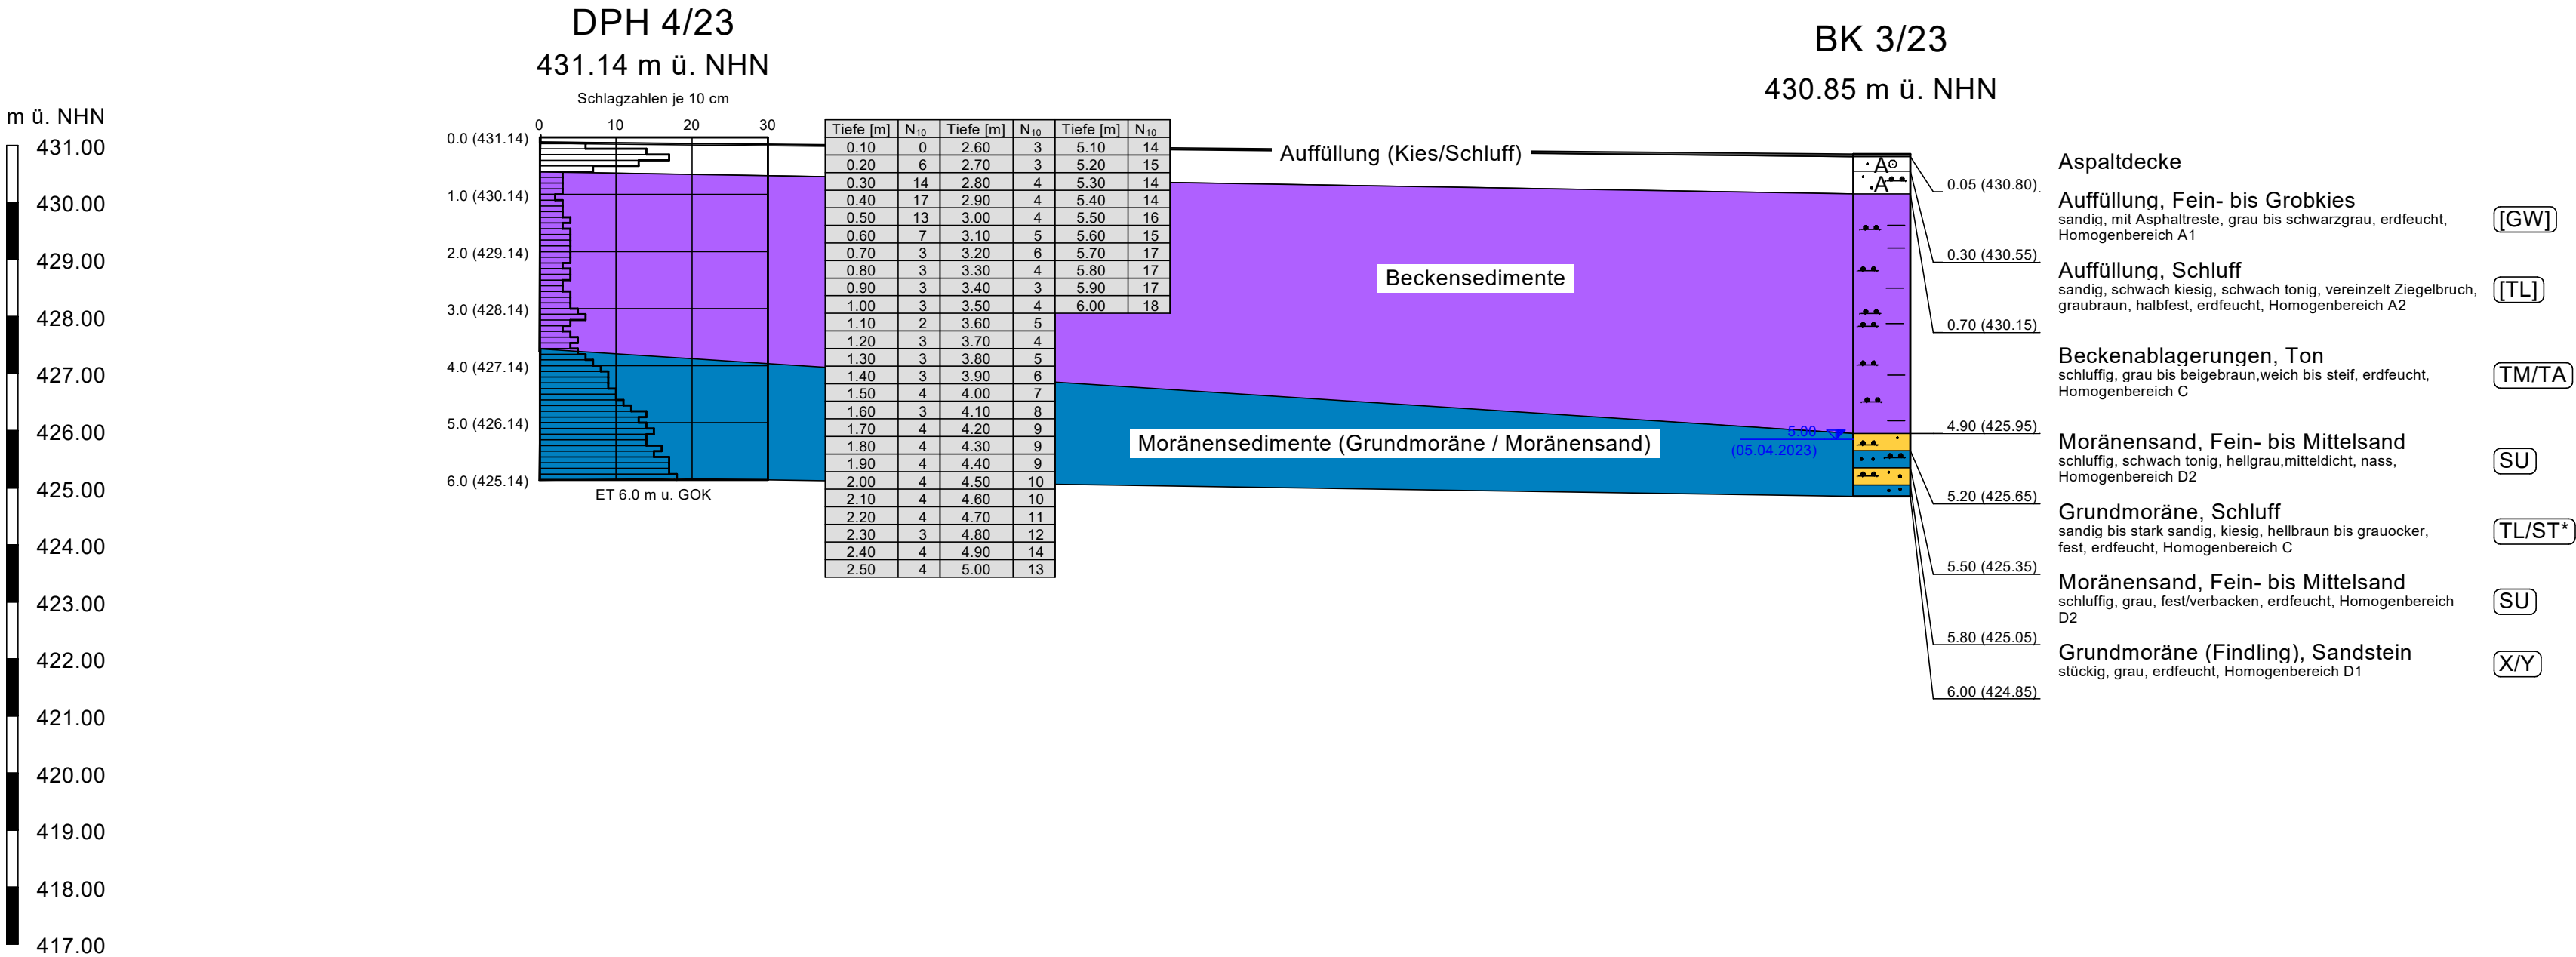 DPH 4/23
431.14 m ü. NHN
Schlagzahlen je 10 cm
BK 3/23
430.85 m ü. NHN
m ü. NHN
431.00
430.00
429.00
428.00
427.00
426.00
425.00
424.00
423.00
422.00
421.00
420.00
419.00
418.00
417.00
0 10 20 30
0.0 (431.14)
1.0 (430.14)
2.0 (429.14)
3.0 (428.14)
4.0 (427.14)
5.0 (426.14)
6.0 (425.14)
ET 6.0 m u. GOK
Tiefe [m] N10 Tiefe [m] N10 Tiefe [m] N10
0.10 0 2.60 3 5.10 14
0.20 6 2.70 3 5.20 15
0.30 14 2.80 4 5.30 14
0.40 17 2.90 4 5.40 14
0.50 13 3.00 4 5.50 16
0.60 7 3.10 5 5.60 15
0.70 3 3.20 6 5.70 17
0.80 3 3.30 4 5.80 17
0.90 3 3.40 3 5.90 17
1.00 3 3.50 4 6.00 18
1.10 2 3.60 5
1.20 3 3.70 4
1.30 3 3.80 5
1.40 3 3.90 6
1.50 4 4.00 7
1.60 3 4.10 8
1.70 4 4.20 9
1.80 4 4.30 9
1.90 4 4.40 9
2.00 4 4.50 10
2.10 4 4.60 10
2.20 4 4.70 11
2.30 3 4.80 12
2.40 4 4.90 14
2.50 4 5.00 13
Auffüllung (Kies/Schluff)
Beckensedimente
Moränensedimente (Grundmoräne / Moränensand)
5.00
(05.04.2023)
A
A
0.05 (430.80)
0.30 (430.55)
0.70 (430.15)
4.90 (425.95)
5.20 (425.65)
5.50 (425.35)
5.80 (425.05)
6.00 (424.85)
Aspaltdecke
Auffüllung, Fein- bis Grobkies
sandig, mit Asphaltreste, grau bis schwarzgrau, erdfeucht,
Homogenbereich A1
[GW]
Auffüllung, Schluff
sandig, schwach kiesig, schwach tonig, vereinzelt Ziegelbruch,
graubraun, halbfest, erdfeucht, Homogenbereich A2
[TL]
Beckenablagerungen, Ton
schluffig, grau bis beigebraun,weich bis steif, erdfeucht,
Homogenbereich C
TM/TA
Moränensand, Fein- bis Mittelsand
schluffig, schwach tonig, hellgrau,mitteldicht, nass,
Homogenbereich D2
SU
Grundmoräne, Schluff
sandig bis stark sandig, kiesig, hellbraun bis grauocker,
fest, erdfeucht, Homogenbereich C
TL/ST*
Moränensand, Fein- bis Mittelsand
schluffig, grau, fest/verbacken, erdfeucht, Homogenbereich
D2
SU
Grundmoräne (Findling), Sandstein
stückig, grau, erdfeucht, Homogenbereich D1
X/Y